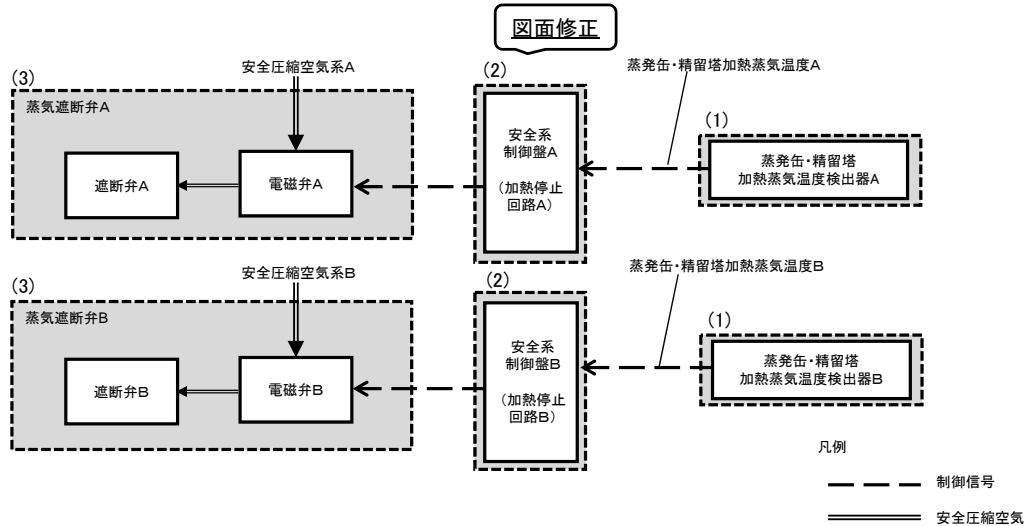 図面修正
(3)
蒸気遮断弁A
安全圧縮空気系A
遮断弁A
電磁弁A
(2)
安全系
制御盤A
(加熱停止
回路A)
蒸発缶・精留塔加熱蒸気温度A
(1)
蒸発缶・精留塔
加熱蒸気温度検出器A
(3)
蒸気遮断弁B
安全圧縮空気系B
遮断弁B
電磁弁B
(2)
安全系
制御盤B
(加熱停止
回路B)
蒸発缶・精留塔加熱蒸気温度B
(1)
蒸発缶・精留塔
加熱蒸気温度検出器B
凡例
制御信号
安全圧縮空気